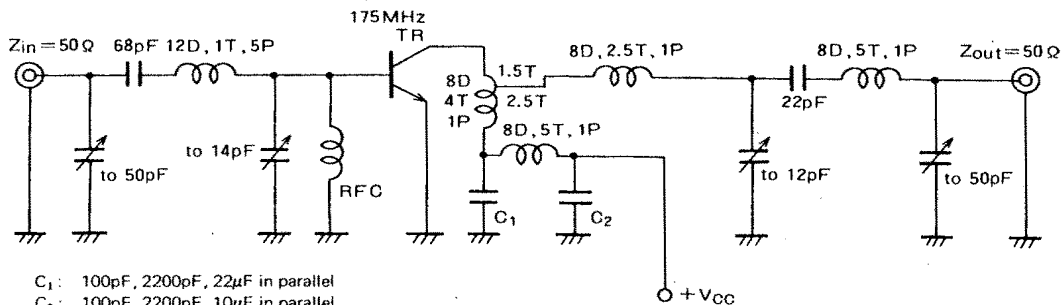 175MHz
TR
Zin=50Ω
68pF
12D, 1T, 5P
8D, 2.5T, 1P
8D, 5T, 1P
Zout=50Ω
8D
4T
1P
1.5T
2.5T
22pF
8D, 5T, 1P
to 50pF
to 14pF
RFC
to 12pF
to 50pF
C₁
C₂
C₁: 100pF, 2200pF, 22μF in parallel
C₂: 100pF, 2200pF, 10μF in parallel
+VCC